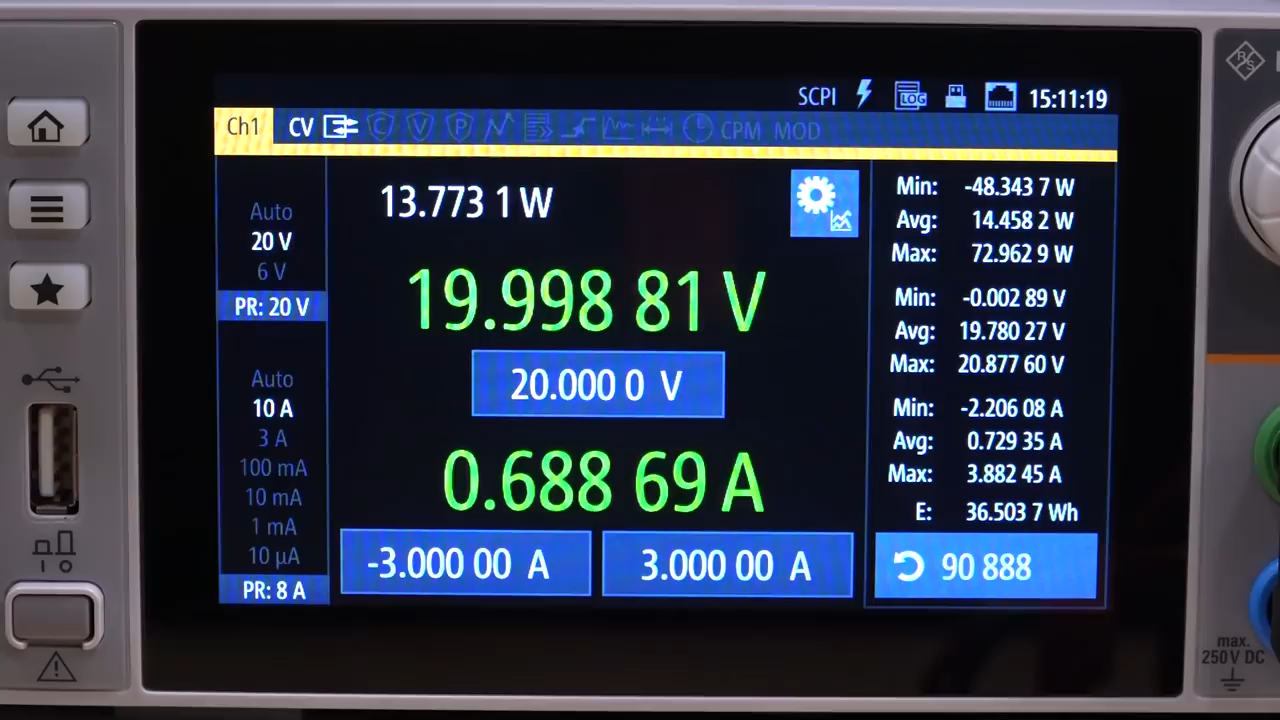 R&S
SCPI LOG 15:11:19
Ch1 CV C V P CPM MOD
13.773 1 W
Auto
20 V
6 V
PR: 20 V
19.998 81 V
20.000 0 V
Auto
10 A
3 A
100 mA
10 mA
1 mA
10 µA
PR: 8 A
0.688 69 A
-3.000 00 A
3.000 00 A
Min: -48.343 7 W
Avg: 14.458 2 W
Max: 72.962 9 W
Min: -0.002 89 V
Avg: 19.780 27 V
Max: 20.877 60 V
Min: -2.206 08 A
Avg: 0.729 35 A
Max: 3.882 45 A
E: 36.503 7 Wh
90 888
I O
max.
250V DC